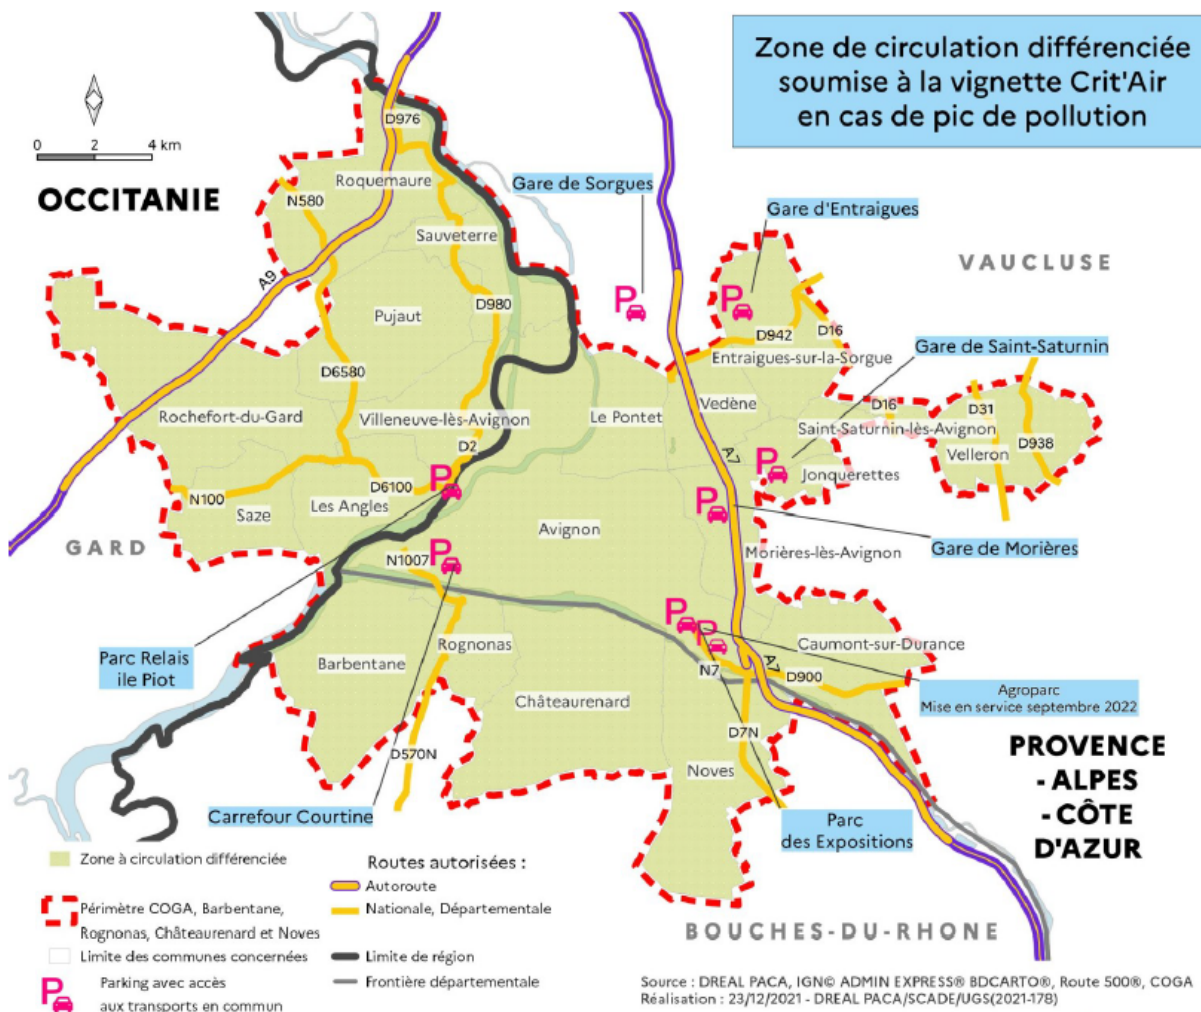 Zone de circulation différenciée
soumise à la vignette Crit'Air
en cas de pic de pollution
0 2 4 km
OCCITANIE
D976
Roquemaure
N580
Gare de Sorgues
Gare d'Entraigues
Sauveterre
VAUCLUSE
A9
D980
Pujaut
D942
D16
Gare de Saint-Saturnin
Entraigues-sur-la-Sorgue
D6580
Vedène
Rochefort-du-Gard
Villeneuve-lès-Avignon
Le Pontet
D16
D31
Saint-Saturnin-lès-Avignon
D938
D2
A7
Velleron
Jonquerettes
D6100
N100
Les Angles
Saze
P
P
P
P
P
P
P
Avignon
GARD
Gare de Morières
Morières-lès-Avignon
N1007
Parc Relais
ile Piot
Barbentane
Rognonas
Caumont-sur-Durance
N7
A7
D900
Châteaurenard
Agroparc
Mise en service septembre 2022
D7N
D570N
Noves
PROVENCE
- ALPES
- CÔTE
D'AZUR
Carrefour Courtine
Parc
des Expositions
BOUCHES-DU-RHONE
Zone à circulation différenciée
Périmètre COGA, Barbentane,
Rognonas, Châteaurenard et Noves
Limite des communes concernées
P
Parking avec accès
aux transports en commun
Routes autorisées :
Autoroute
Nationale, Départementale
Limite de région
Frontière départementale
Source : DREAL PACA, IGN© ADMIN EXPRESS® BDCARTO®, Route 500®, COGA
Réalisation : 23/12/2021 - DREAL PACA/SCADE/UGS(2021-178)